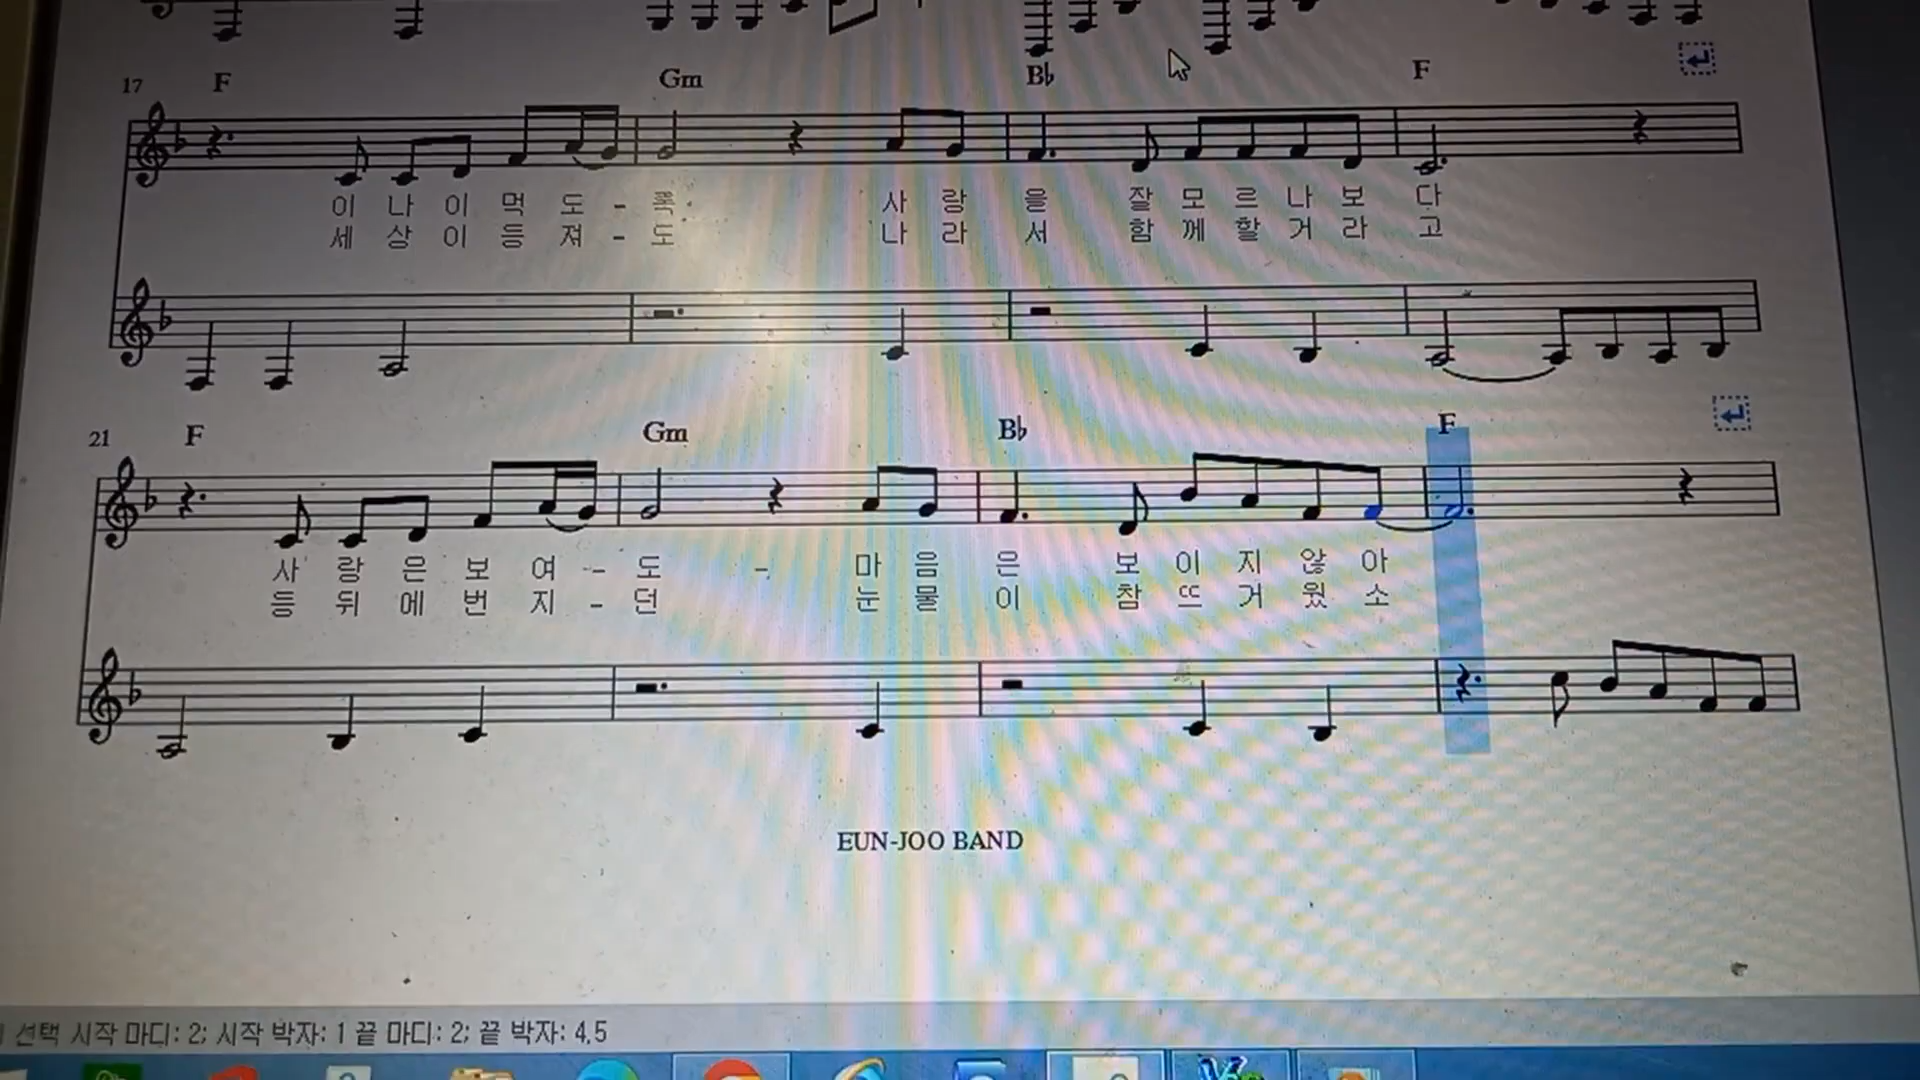 17 F Gm B♭ F
이 나 이 먹 도 - 록 사 랑 을 잘 모 르 나 보 다
세 상 이 등 져 - 도 나 라 서 함 께 할 거 라 고
21 F Gm B♭ F
사 랑 은 보 여 - 도 - 마 음 은 보 이 지 않 아
등 뒤 에 번 지 - 던 눈 물 이 참 뜨 거 웠 소
EUN-JOO BAND
선택 시작 마디: 2; 시작 박자: 1 끝 마디: 2; 끝 박자: 4,5